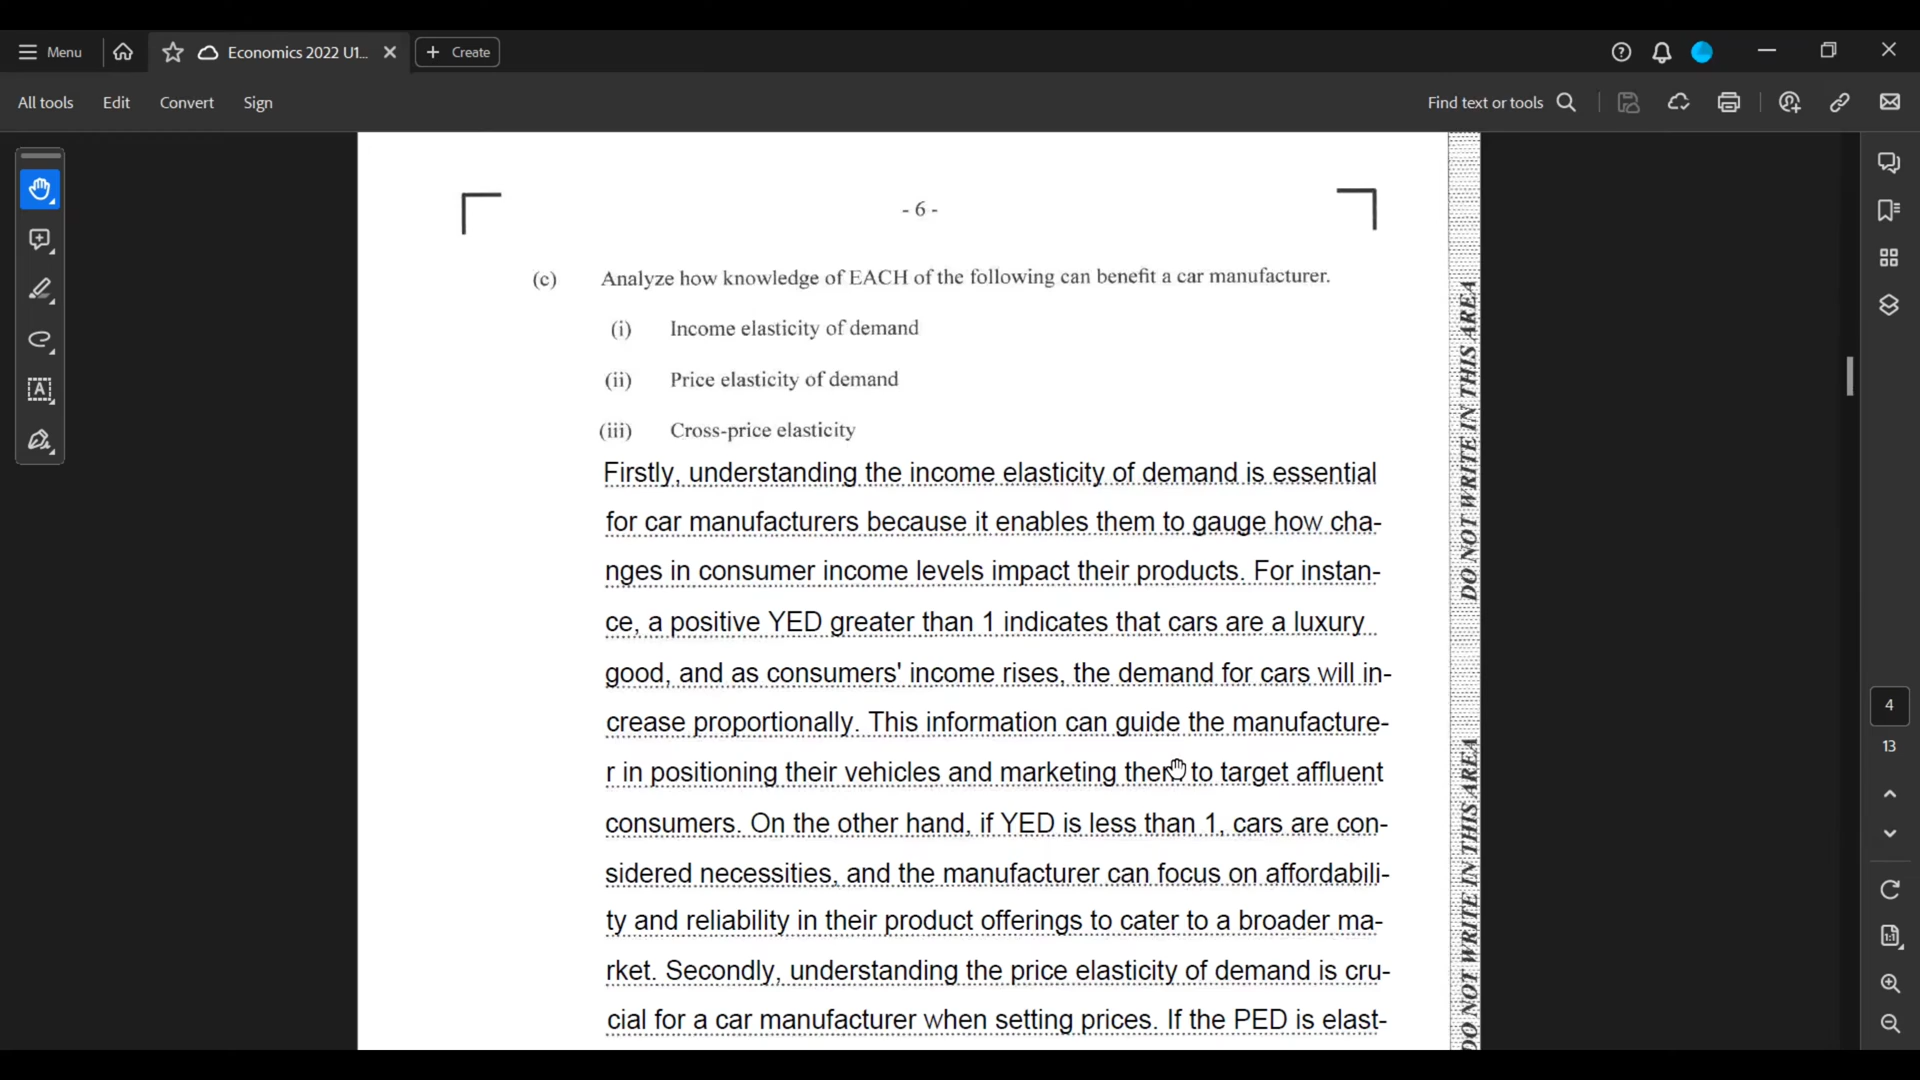 Menu
Economics 2022 U1...
Create
All tools
Edit
Convert
Sign
Find text or tools
- 6 -
(c) Analyze how knowledge of EACH of the following can benefit a car manufacturer.
(i) Income elasticity of demand
(ii) Price elasticity of demand
(iii) Cross-price elasticity
Firstly, understanding the income elasticity of demand is essential
for car manufacturers because it enables them to gauge how cha-
nges in consumer income levels impact their products. For instan-
ce, a positive YED greater than 1 indicates that cars are a luxury
good, and as consumers' income rises, the demand for cars will in-
crease proportionally. This information can guide the manufacture-
r in positioning their vehicles and marketing them to target affluent
consumers. On the other hand, if YED is less than 1, cars are con-
sidered necessities, and the manufacturer can focus on affordabili-
ty and reliability in their product offerings to cater to a broader ma-
rket. Secondly, understanding the price elasticity of demand is cru-
cial for a car manufacturer when setting prices. If the PED is elast-
DO NOT WRITE IN THIS AREA
DO NOT WRITE IN THIS AREA
4
13